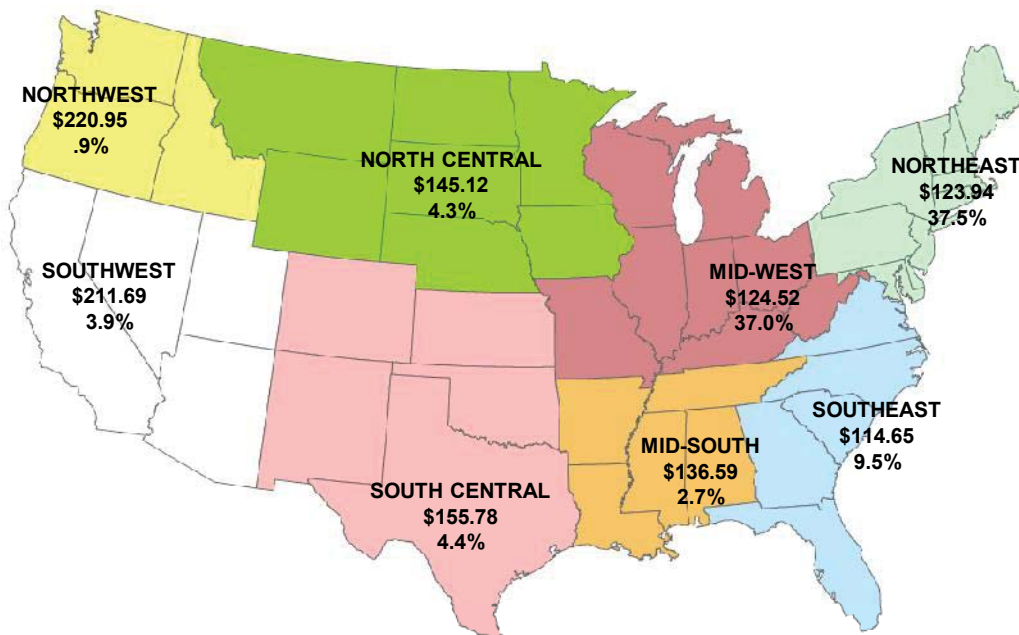 NORTHWEST
$220.95
.9%
NORTH CENTRAL
$145.12
4.3%
NORTHEAST
$123.94
37.5%
SOUTHWEST
$211.69
3.9%
MID-WEST
$124.52
37.0%
SOUTHEAST
$114.65
9.5%
MID-SOUTH
$136.59
2.7%
SOUTH CENTRAL
$155.78
4.4%